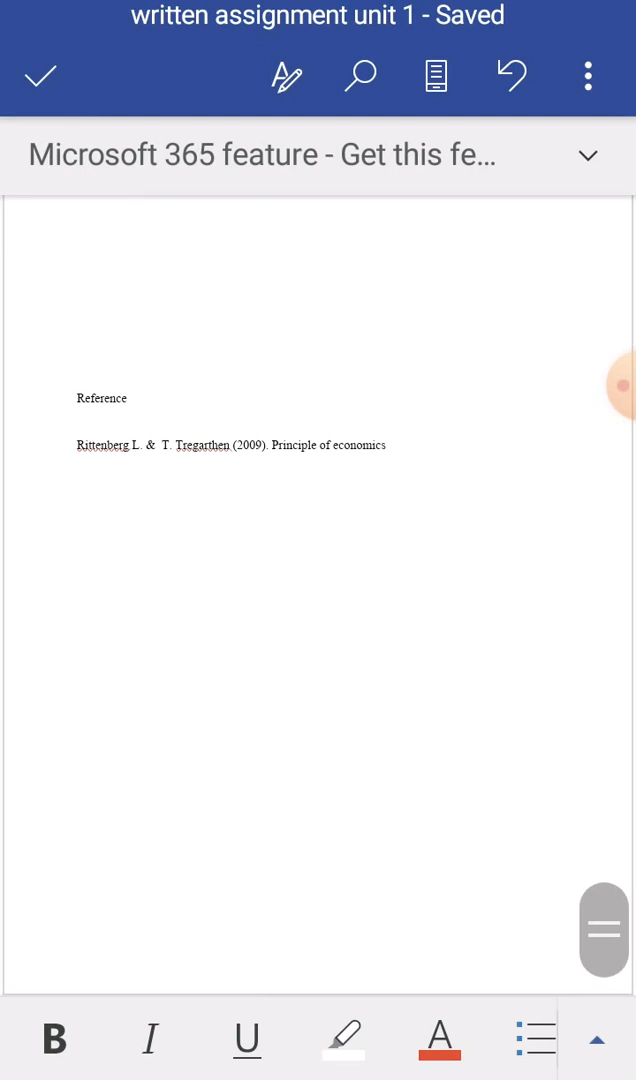 written assignment unit 1 - Saved
Microsoft 365 feature - Get this fe...
Reference
Rittenberg L. & T. Tregarthen (2009). Principle of economics
B I U A